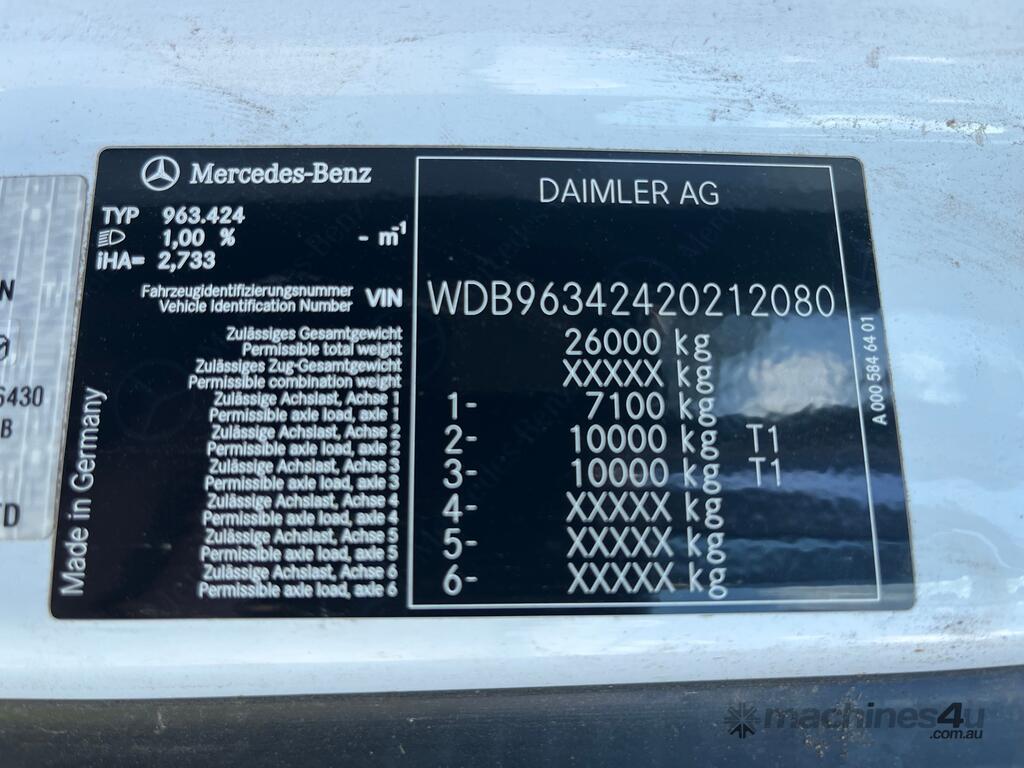 Mercedes-Benz
TYP 963.424
1,00 % - m-1
iHA= 2,733
Fahrzeugidentifizierungsnummer
Vehicle Identification Number VIN
Zulässiges Gesamtgewicht
Permissible total weight
Zulässiges Zug-Gesamtgewicht
Permissible combination weight
Zulässige Achslast, Achse 1
Permissible axle load, axle 1
Zulässige Achslast, Achse 2
Permissible axle load, axle 2
Zulässige Achslast, Achse 3
Permissible axle load, axle 3
Zulässige Achslast, Achse 4
Permissible axle load, axle 4
Zulässige Achslast, Achse 5
Permissible axle load, axle 5
Zulässige Achslast, Achse 6
Permissible axle load, axle 6
Made in Germany
DAIMLER AG
WDB96342420212080
26000 kg
XXXXX kg
1- 7100 kg
2- 10000 kg T1
3- 10000 kg T1
4- XXXXX kg
5- XXXXX kg
6- XXXXX kg
A 000 584 64 01
6430
B
machines4u
.com.au